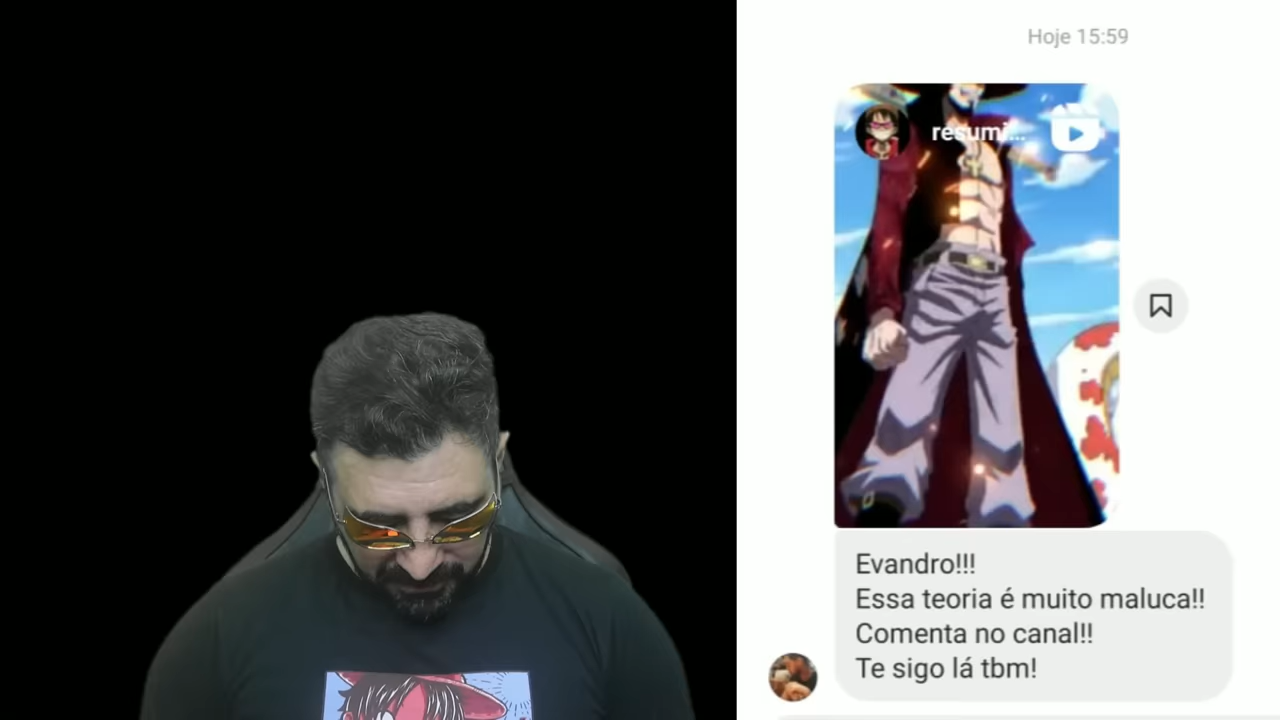 Hoje 15:59
resumi...
Evandro!!!
Essa teoria é muito maluca!!
Comenta no canal!!
Te sigo lá tbm!